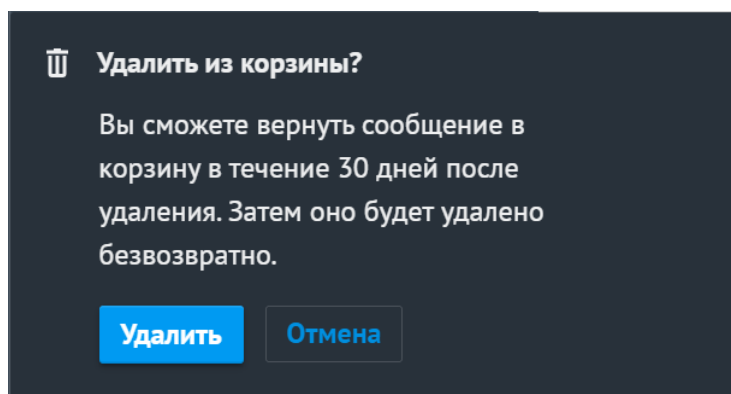 Удалить из корзины?
Вы сможете вернуть сообщение в
корзину в течение 30 дней после
удаления. Затем оно будет удалено
безвозвратно.
Удалить Отмена